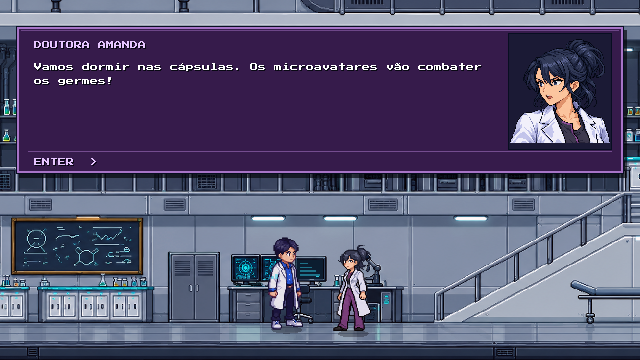 DOUTORA AMANDA
Vamos dormir nas cápsulas. Os microavatares vão combater
os germes!
ENTER >